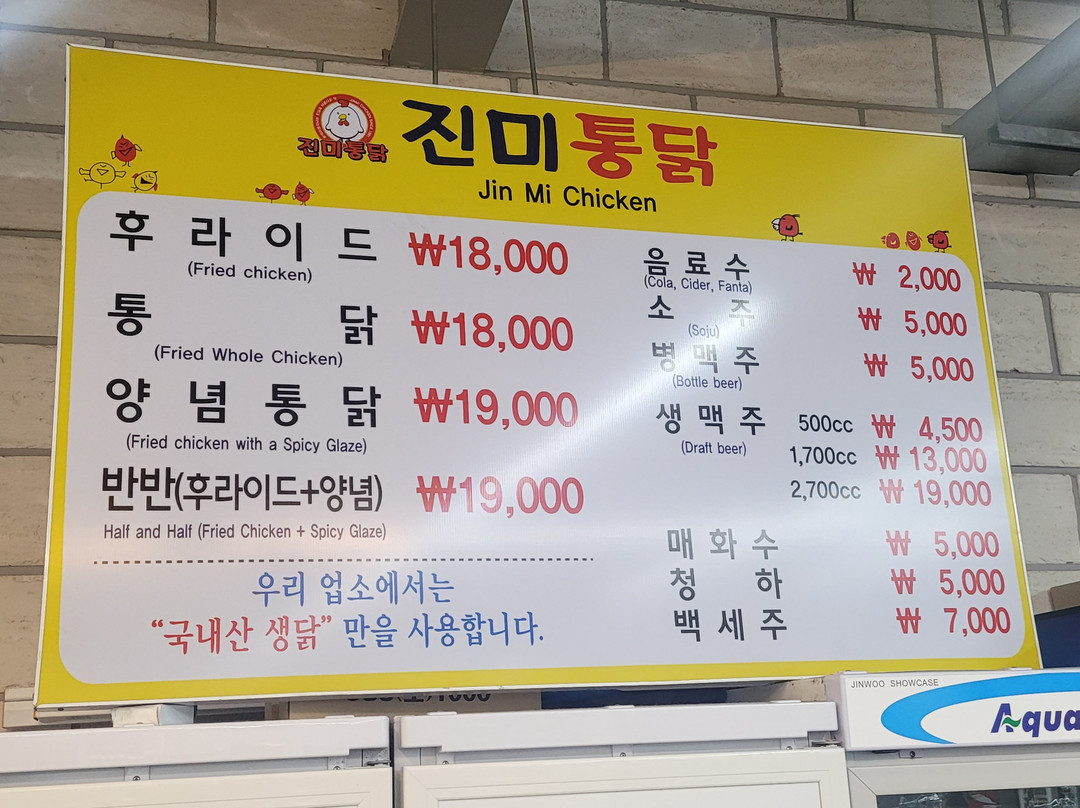 진미통닭
진미통닭
Jin Mi Chicken
후라이드 ₩18,000
(Fried chicken)
통닭 ₩18,000
(Fried Whole Chicken)
양념통닭 ₩19,000
(Fried chicken with a Spicy Glaze)
반반(후라이드+양념) ₩19,000
Half and Half (Fried Chicken + Spicy Glaze)
우리 업소에서는
“국내산 생닭” 만을 사용합니다.
음료수 ₩ 2,000
(Cola, Cider, Fanta)
소주 ₩ 5,000
(Soju)
병맥주 ₩ 5,000
(Bottle beer)
생맥주 500cc ₩ 4,500
(Draft beer)
1,700cc ₩ 13,000
2,700cc ₩ 19,000
매화수 ₩ 5,000
청하 ₩ 5,000
백세주 ₩ 7,000
JINWOO SHOWCASE
Aqua